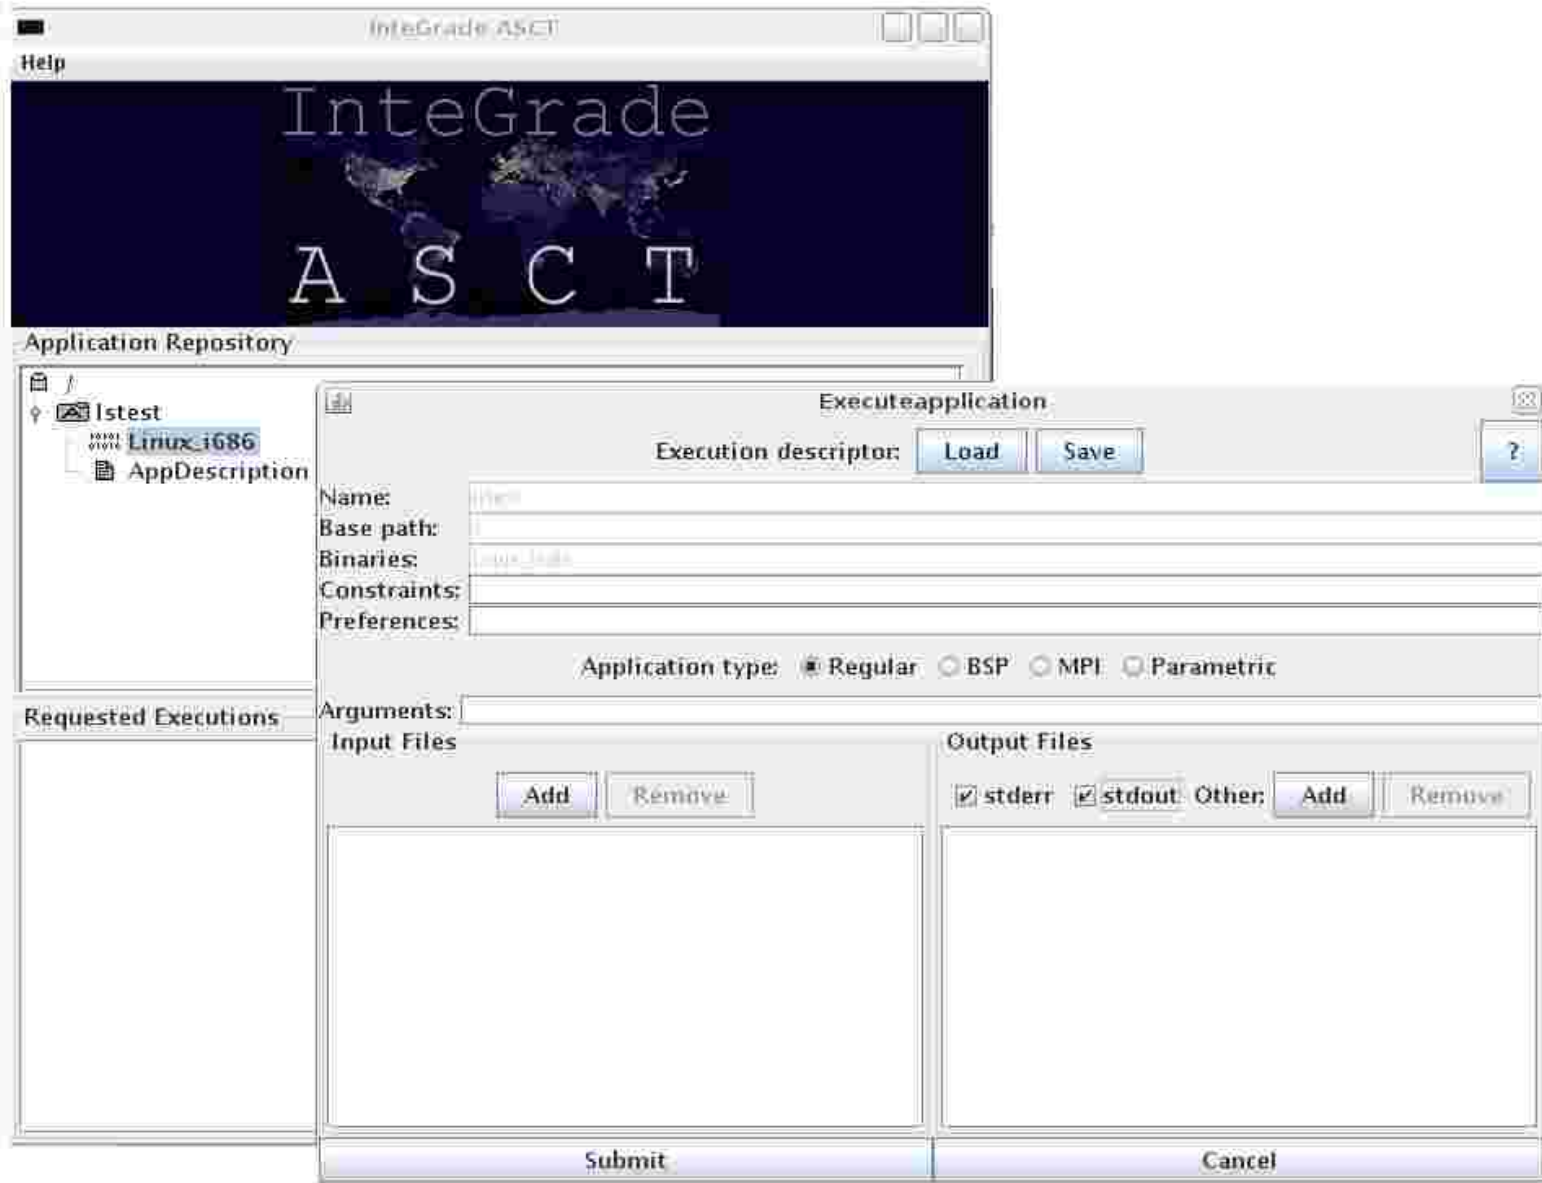 InteGrade ASCT
Help
InteGrade
A S C T
Application Repository
/
lstest
Linux_i686
AppDescription
Executeapplication
Execution descriptor: Load Save ?
Name:
Base path:
Binaries: Linux_i686
Constraints:
Preferences:
Application type: Regular BSP MPI Parametric
Requested Executions
Arguments:
Input Files
Add Remove
Output Files
stderr stdout Other: Add Remove
Submit Cancel